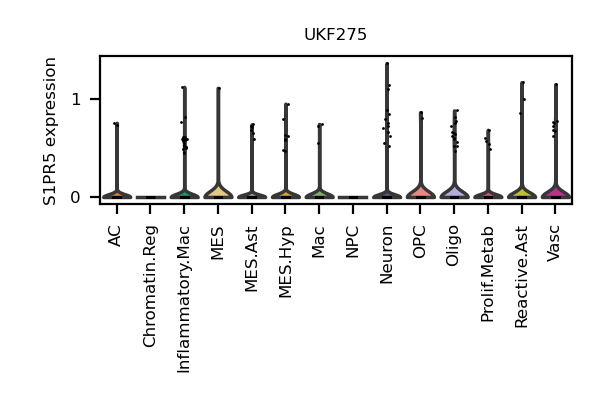 UKF275
S1PR5 expression
1
0
AC
Chromatin.Reg
Inflammatory.Mac
MES
MES.Ast
MES.Hyp
Mac
NPC
Neuron
OPC
Oligo
Prolif.Metab
Reactive.Ast
Vasc